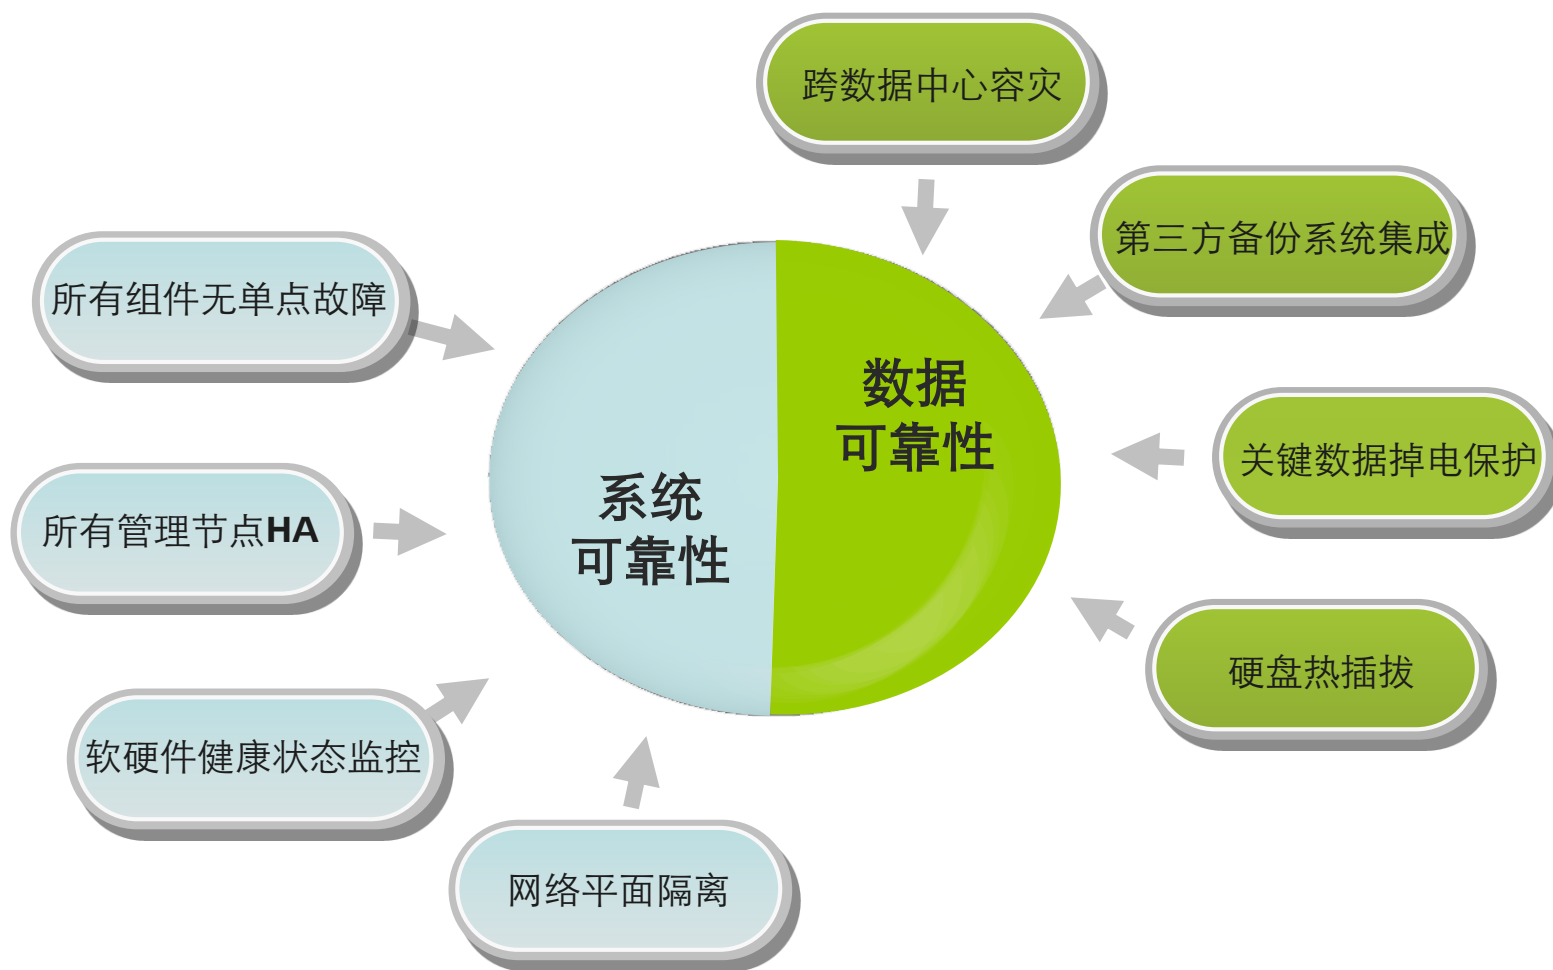 跨数据中心容灾
第三方备份系统集成
所有组件无单点故障
数据
可靠性
关键数据掉电保护
系统
可靠性
所有管理节点HA
硬盘热插拔
软硬件健康状态监控
网络平面隔离